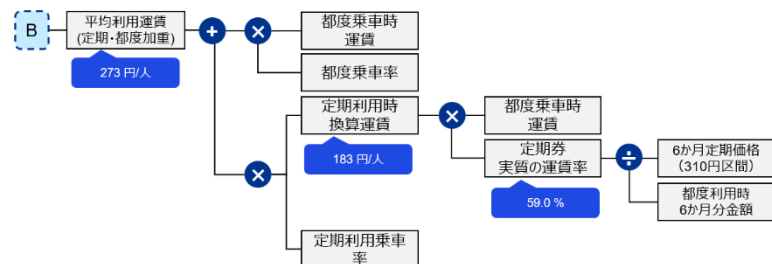 B
平均利用運賃
(定期・都度加重)
273 円/人
+
×
都度乗車時
運賃
都度乗車率
×
定期利用時
換算運賃
183 円/人
定期利用乗車
率
×
都度乗車時
運賃
定期券
実質の運賃率
59.0 %
÷
6か月定期価格
（310円区間）
都度利用時
6か月分金額